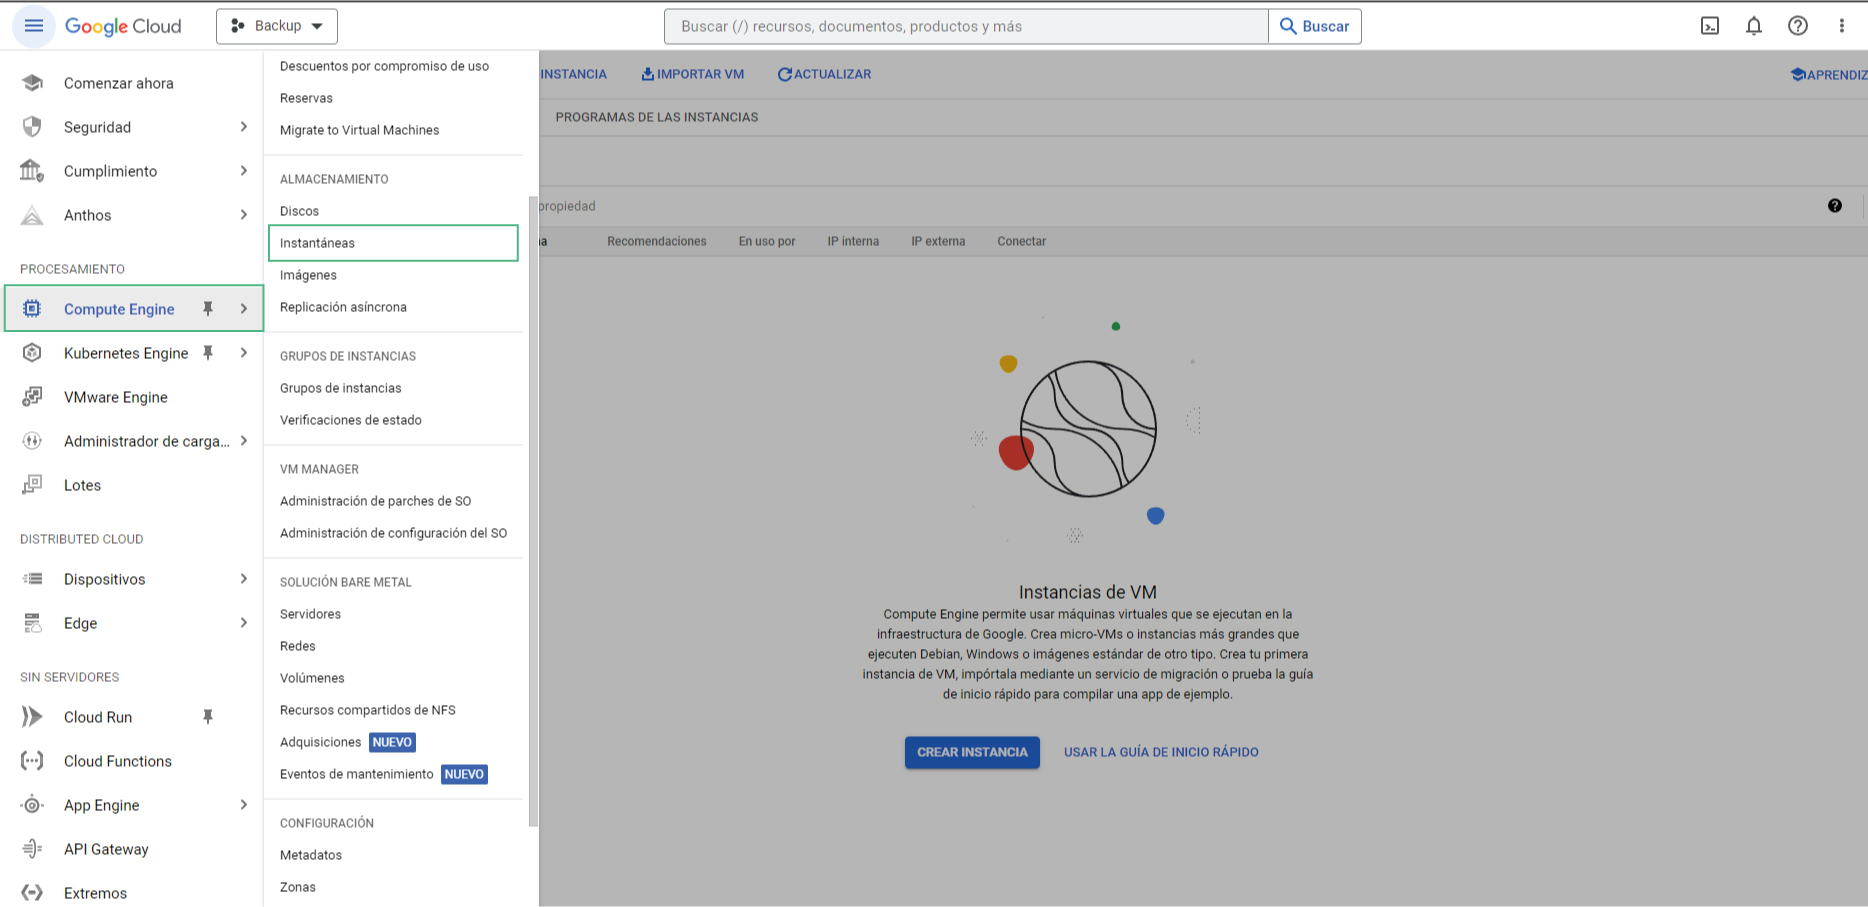 Google Cloud
Backup
Buscar (/) recursos, documentos, productos y más
Buscar
Comenzar ahora
Seguridad
Cumplimiento
Anthos
PROCESAMIENTO
Compute Engine
Kubernetes Engine
VMware Engine
Administrador de carga...
Lotes
DISTRIBUTED CLOUD
Dispositivos
Edge
SIN SERVIDORES
Cloud Run
Cloud Functions
App Engine
API Gateway
Extremos
Descuentos por compromiso de uso
Reservas
Migrate to Virtual Machines
ALMACENAMIENTO
Discos
Instantáneas
Imágenes
Replicación asíncrona
GRUPOS DE INSTANCIAS
Grupos de instancias
Verificaciones de estado
VM MANAGER
Administración de parches de SO
Administración de configuración del SO
SOLUCIÓN BARE METAL
Servidores
Redes
Volúmenes
Recursos compartidos de NFS
Adquisiciones NUEVO
Eventos de mantenimiento NUEVO
CONFIGURACIÓN
Metadatos
Zonas
INSTANCIA
IMPORTAR VM
ACTUALIZAR
APRENDIZ
PROGRAMAS DE LAS INSTANCIAS
propiedad
na
Recomendaciones
En uso por
IP interna
IP externa
Conectar
Instancias de VM
Compute Engine permite usar máquinas virtuales que se ejecutan en la
infraestructura de Google. Crea micro-VMs o instancias más grandes que
ejecuten Debian, Windows o imágenes estándar de otro tipo. Crea tu primera
instancia de VM, impórtala mediante un servicio de migración o prueba la guía
de inicio rápido para compilar una app de ejemplo.
CREAR INSTANCIA
USAR LA GUÍA DE INICIO RÁPIDO